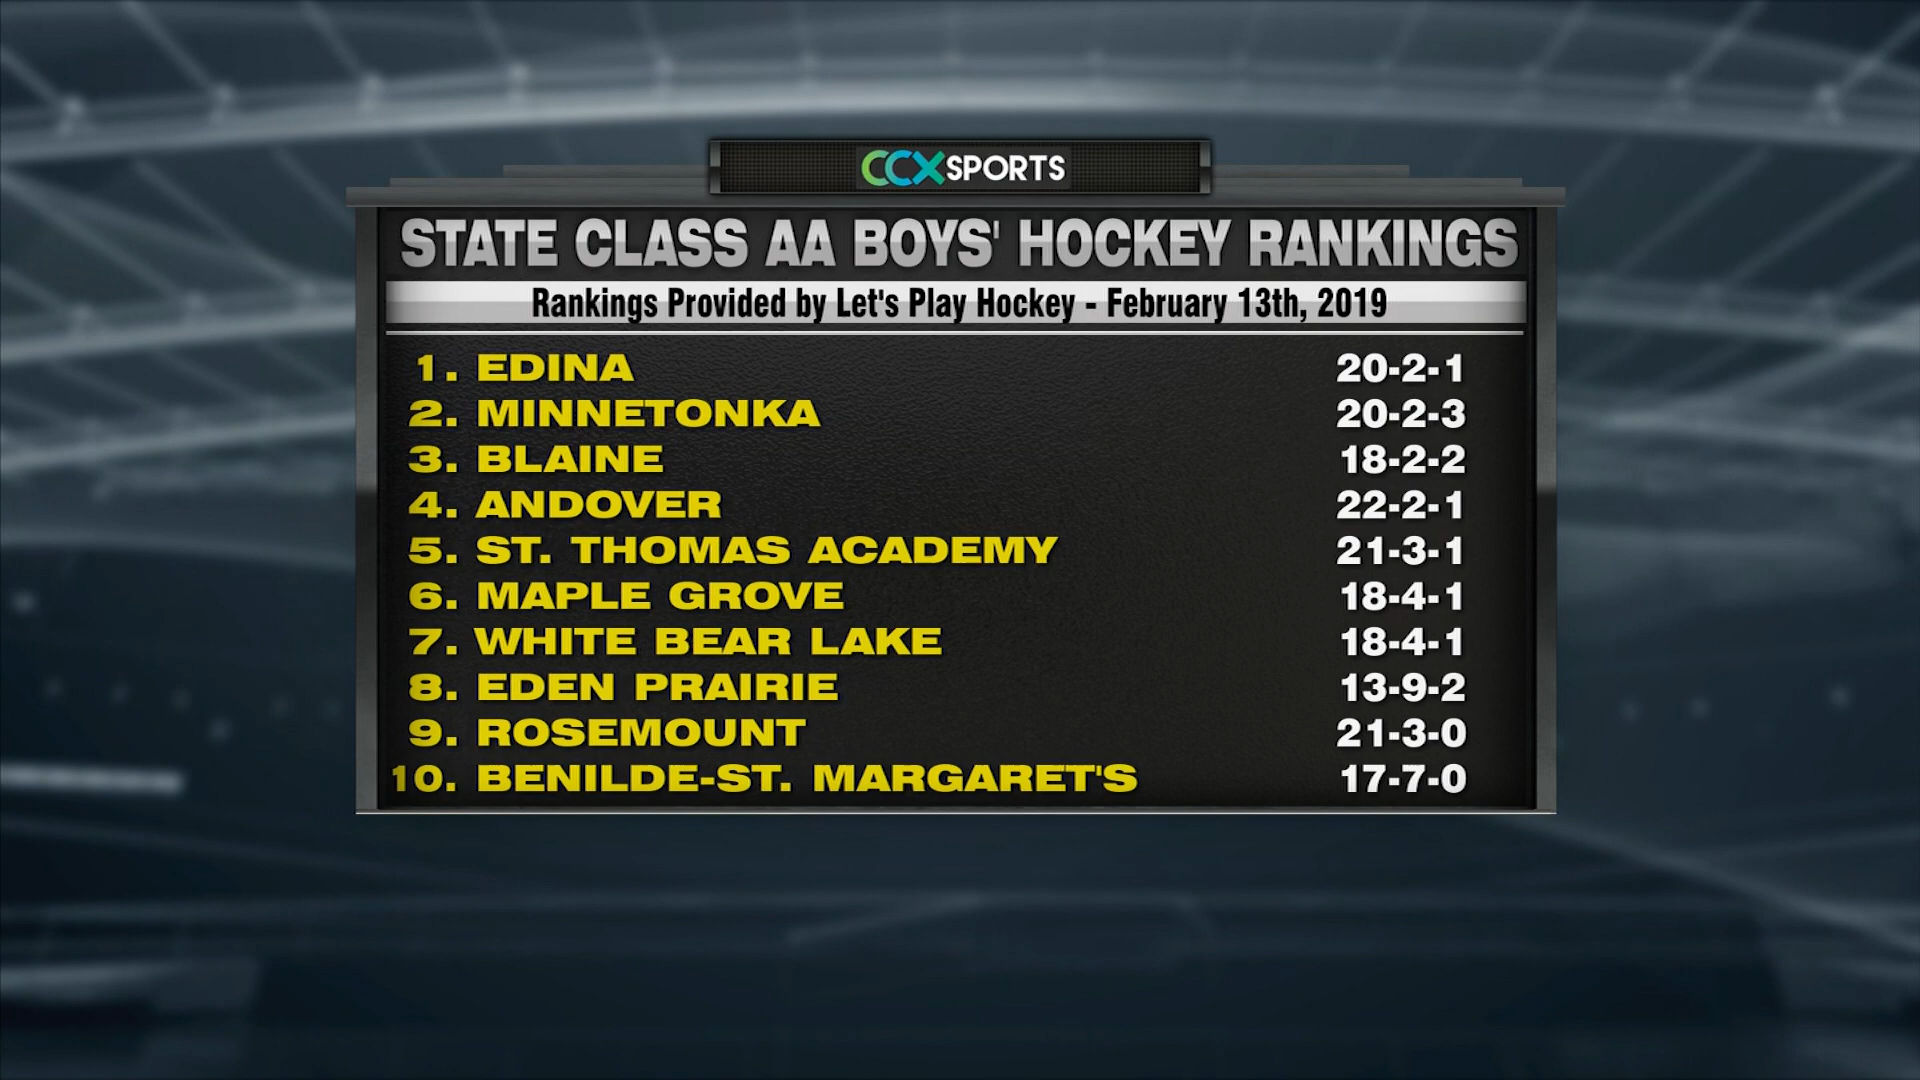 CCX SPORTS
STATE CLASS AA BOYS' HOCKEY RANKINGS
Rankings Provided by Let's Play Hockey - February 13th, 2019
1. EDINA 20-2-1
2. MINNETONKA 20-2-3
3. BLAINE 18-2-2
4. ANDOVER 22-2-1
5. ST. THOMAS ACADEMY 21-3-1
6. MAPLE GROVE 18-4-1
7. WHITE BEAR LAKE 18-4-1
8. EDEN PRAIRIE 13-9-2
9. ROSEMOUNT 21-3-0
10. BENILDE-ST. MARGARET'S 17-7-0